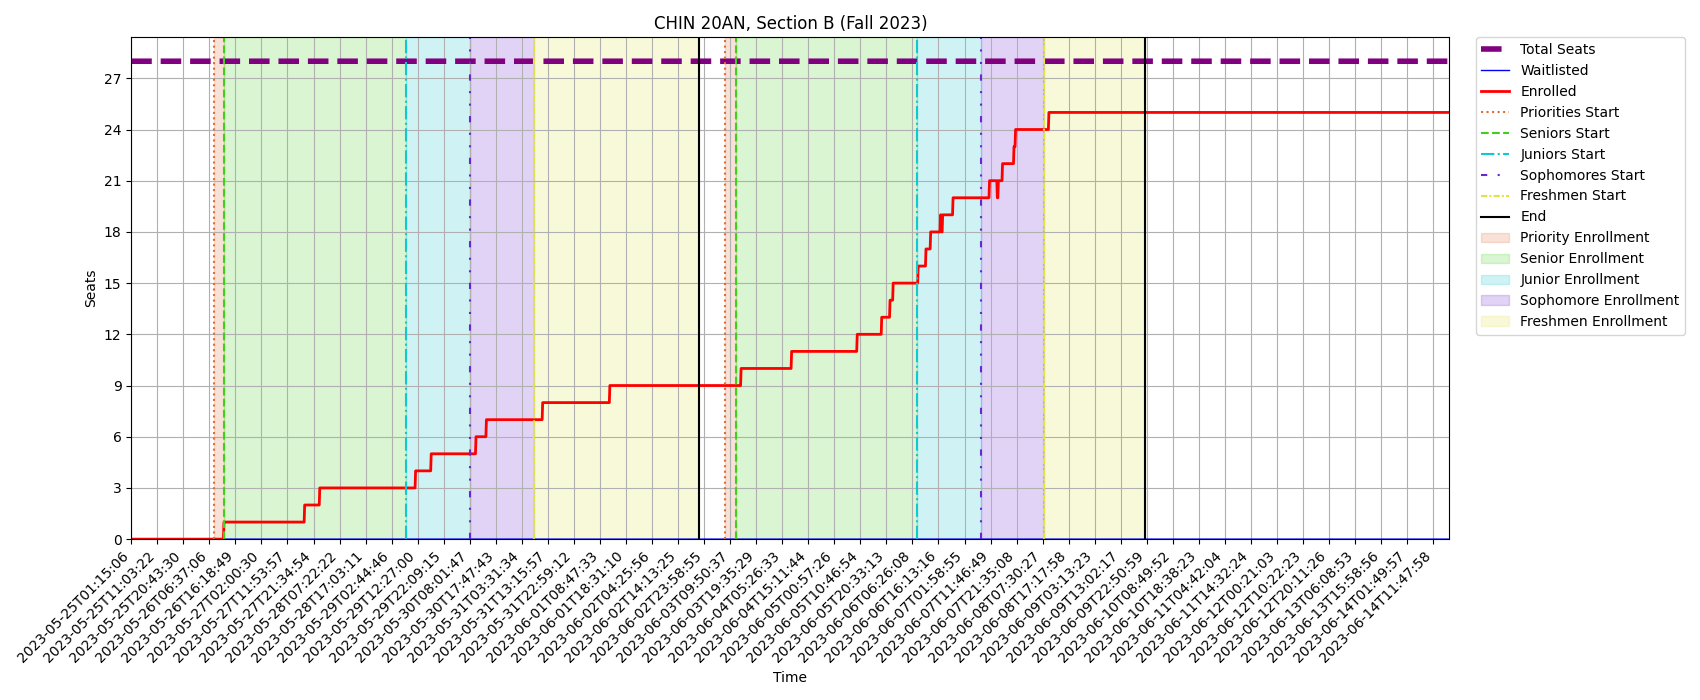 CHIN 20AN, Section B (Fall 2023)
Seats
27
24
21
18
15
12
9
6
3
0
2023-05-25T01:15:06
2023-05-25T11:03:22
2023-05-25T20:43:30
2023-05-26T06:37:06
2023-05-26T16:18:49
2023-05-27T02:00:30
2023-05-27T11:53:57
2023-05-27T21:34:54
2023-05-28T07:22:22
2023-05-28T17:03:11
2023-05-29T02:44:46
2023-05-29T12:27:00
2023-05-29T22:09:15
2023-05-30T08:01:47
2023-05-30T17:47:43
2023-05-31T03:31:34
2023-05-31T13:15:57
2023-05-31T22:59:12
2023-06-01T08:47:33
2023-06-01T18:31:10
2023-06-02T04:25:56
2023-06-02T14:13:25
2023-06-02T23:58:55
2023-06-03T09:50:37
2023-06-03T19:35:29
2023-06-04T05:26:33
2023-06-04T15:11:44
2023-06-05T00:57:26
2023-06-05T10:46:54
2023-06-05T20:33:13
2023-06-06T06:26:08
2023-06-06T16:13:16
2023-06-07T01:58:55
2023-06-07T11:46:49
2023-06-07T21:35:08
2023-06-08T07:30:27
2023-06-08T17:17:58
2023-06-09T03:13:23
2023-06-09T13:02:17
2023-06-09T22:50:59
2023-06-10T08:49:52
2023-06-10T18:38:23
2023-06-11T04:42:04
2023-06-11T14:32:24
2023-06-12T00:21:03
2023-06-12T10:22:23
2023-06-12T20:11:26
2023-06-13T06:08:53
2023-06-13T15:58:56
2023-06-14T01:49:57
2023-06-14T11:47:58
Time
Total Seats
Waitlisted
Enrolled
Priorities Start
Seniors Start
Juniors Start
Sophomores Start
Freshmen Start
End
Priority Enrollment
Senior Enrollment
Junior Enrollment
Sophomore Enrollment
Freshmen Enrollment